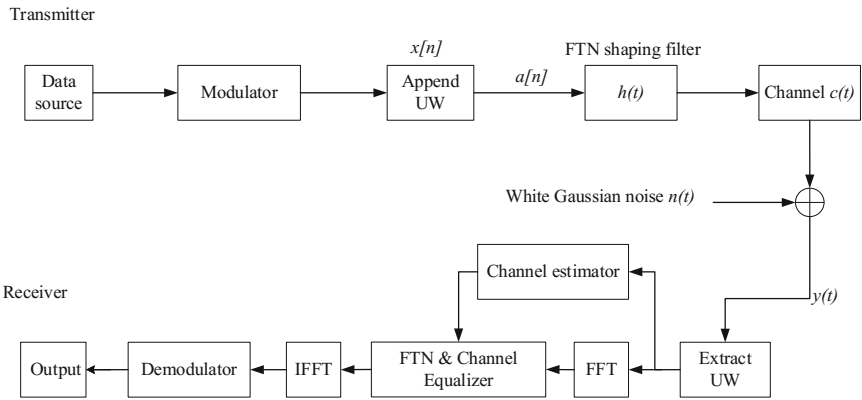 Transmitter
x[n]
FTN shaping filter
Data
source
Modulator
Append
UW
a[n]
h(t)
Channel c(t)
White Gaussian noise n(t)
Channel estimator
Receiver
y(t)
Output
Demodulator
IFFT
FTN & Channel
Equalizer
FFT
Extract
UW